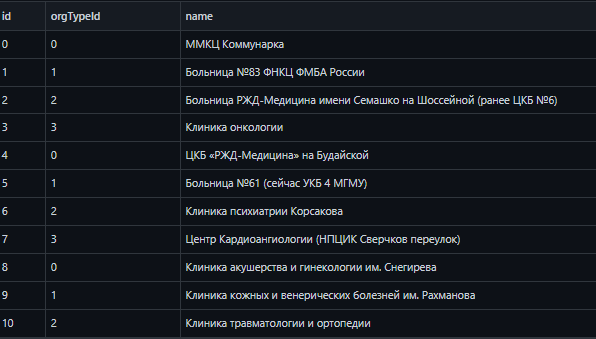 id orgTypeId name
0 0 ММКЦ Коммунарка
1 1 Больница №83 ФНКЦ ФМБА России
2 2 Больница РЖД-Медицина имени Семашко на Шоссейной (ранее ЦКБ №6)
3 3 Клиника онкологии
4 0 ЦКБ «РЖД-Медицина» на Будайской
5 1 Больница №61 (сейчас УКБ 4 МГМУ)
6 2 Клиника психиатрии Корсакова
7 3 Центр Кардиоангиологии (НПЦИК Сверчков переулок)
8 0 Клиника акушерства и гинекологии им. Снегирева
9 1 Клиника кожных и венерических болезней им. Рахманова
10 2 Клиника травматологии и ортопедии